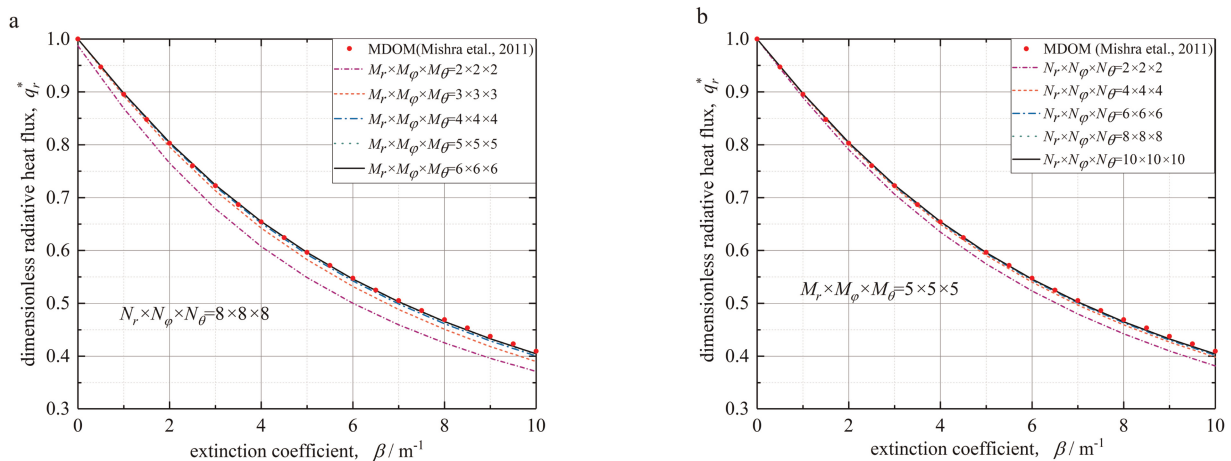 a
1.0
0.9
0.8
0.7
0.6
0.5
0.4
0.3
0
2
4
6
8
10
dimensionless radiative heat flux, q*r
extinction coefficient, β / m-1
MDOM(Mishra etal., 2011)
Mr×Mφ×Mθ=2×2×2
Mr×Mφ×Mθ=3×3×3
Mr×Mφ×Mθ=4×4×4
Mr×Mφ×Mθ=5×5×5
Mr×Mφ×Mθ=6×6×6
Nr×Nφ×Nθ=8×8×8
b
1.0
0.9
0.8
0.7
0.6
0.5
0.4
0.3
0
2
4
6
8
10
dimensionless radiative heat flux, q*r
extinction coefficient, β / m-1
MDOM (Mishra etal., 2011)
Nr×Nφ×Nθ=2×2×2
Nr×Nφ×Nθ=4×4×4
Nr×Nφ×Nθ=6×6×6
Nr×Nφ×Nθ=8×8×8
Nr×Nφ×Nθ=10×10×10
Mr×Mφ×Mθ=5×5×5